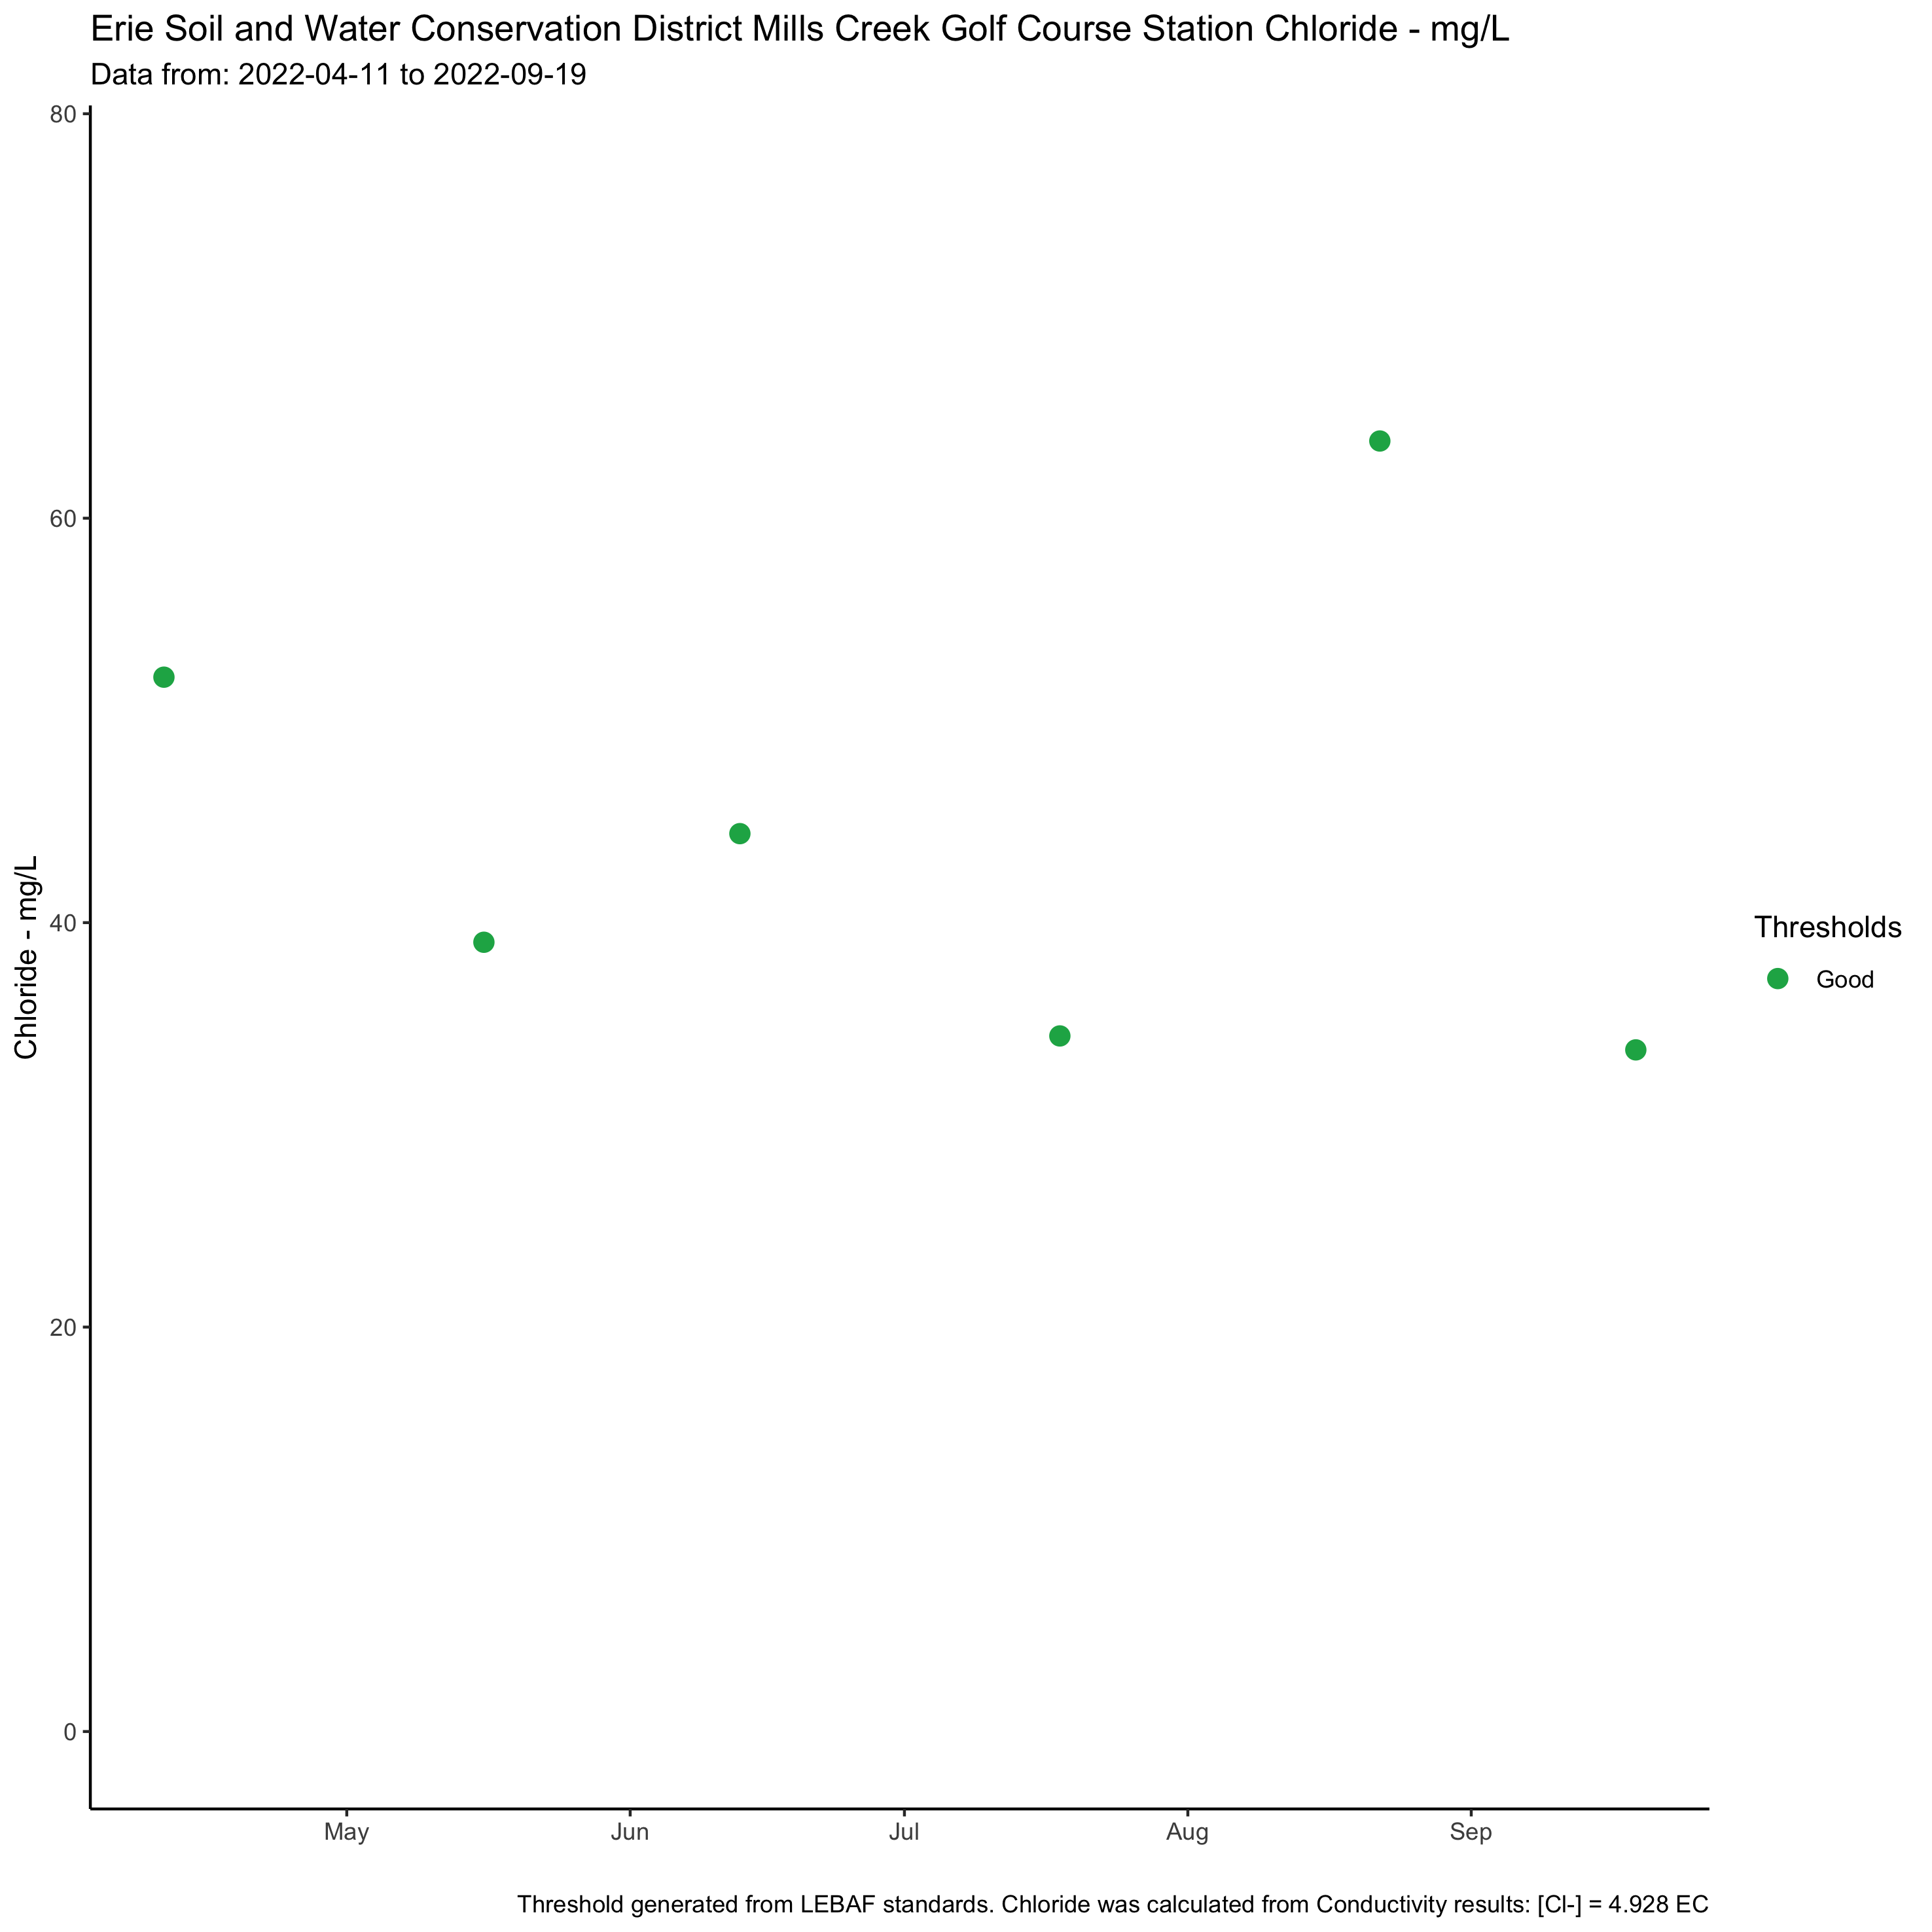 Erie Soil and Water Conservation District Mills Creek Golf Course Station Chloride - mg/L
Data from: 2022-04-11 to 2022-09-19
80
60
40
20
0
Chloride - mg/L
May
Jun
Jul
Aug
Sep
Thresholds
Good
Threshold generated from LEBAF standards. Chloride was calculated from Conductivity results: [Cl-] = 4.928 EC